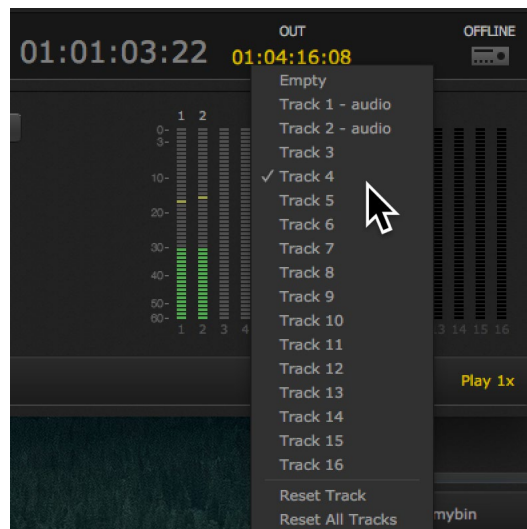 OUT
OFFLINE
01:01:03:22
01:04:16:08
Empty
Track 1 - audio
Track 2 - audio
Track 3
✓ Track 4
Track 5
Track 6
Track 7
Track 8
Track 9
Track 10
Track 11
Track 12
Track 13
Track 14
Track 15
Track 16
Reset Track
Reset All Tracks
1 2
0-
3-
10-
20-
30-
40-
50-
60-
1 2 3 4
13 14 15 16
Play 1x
mybin